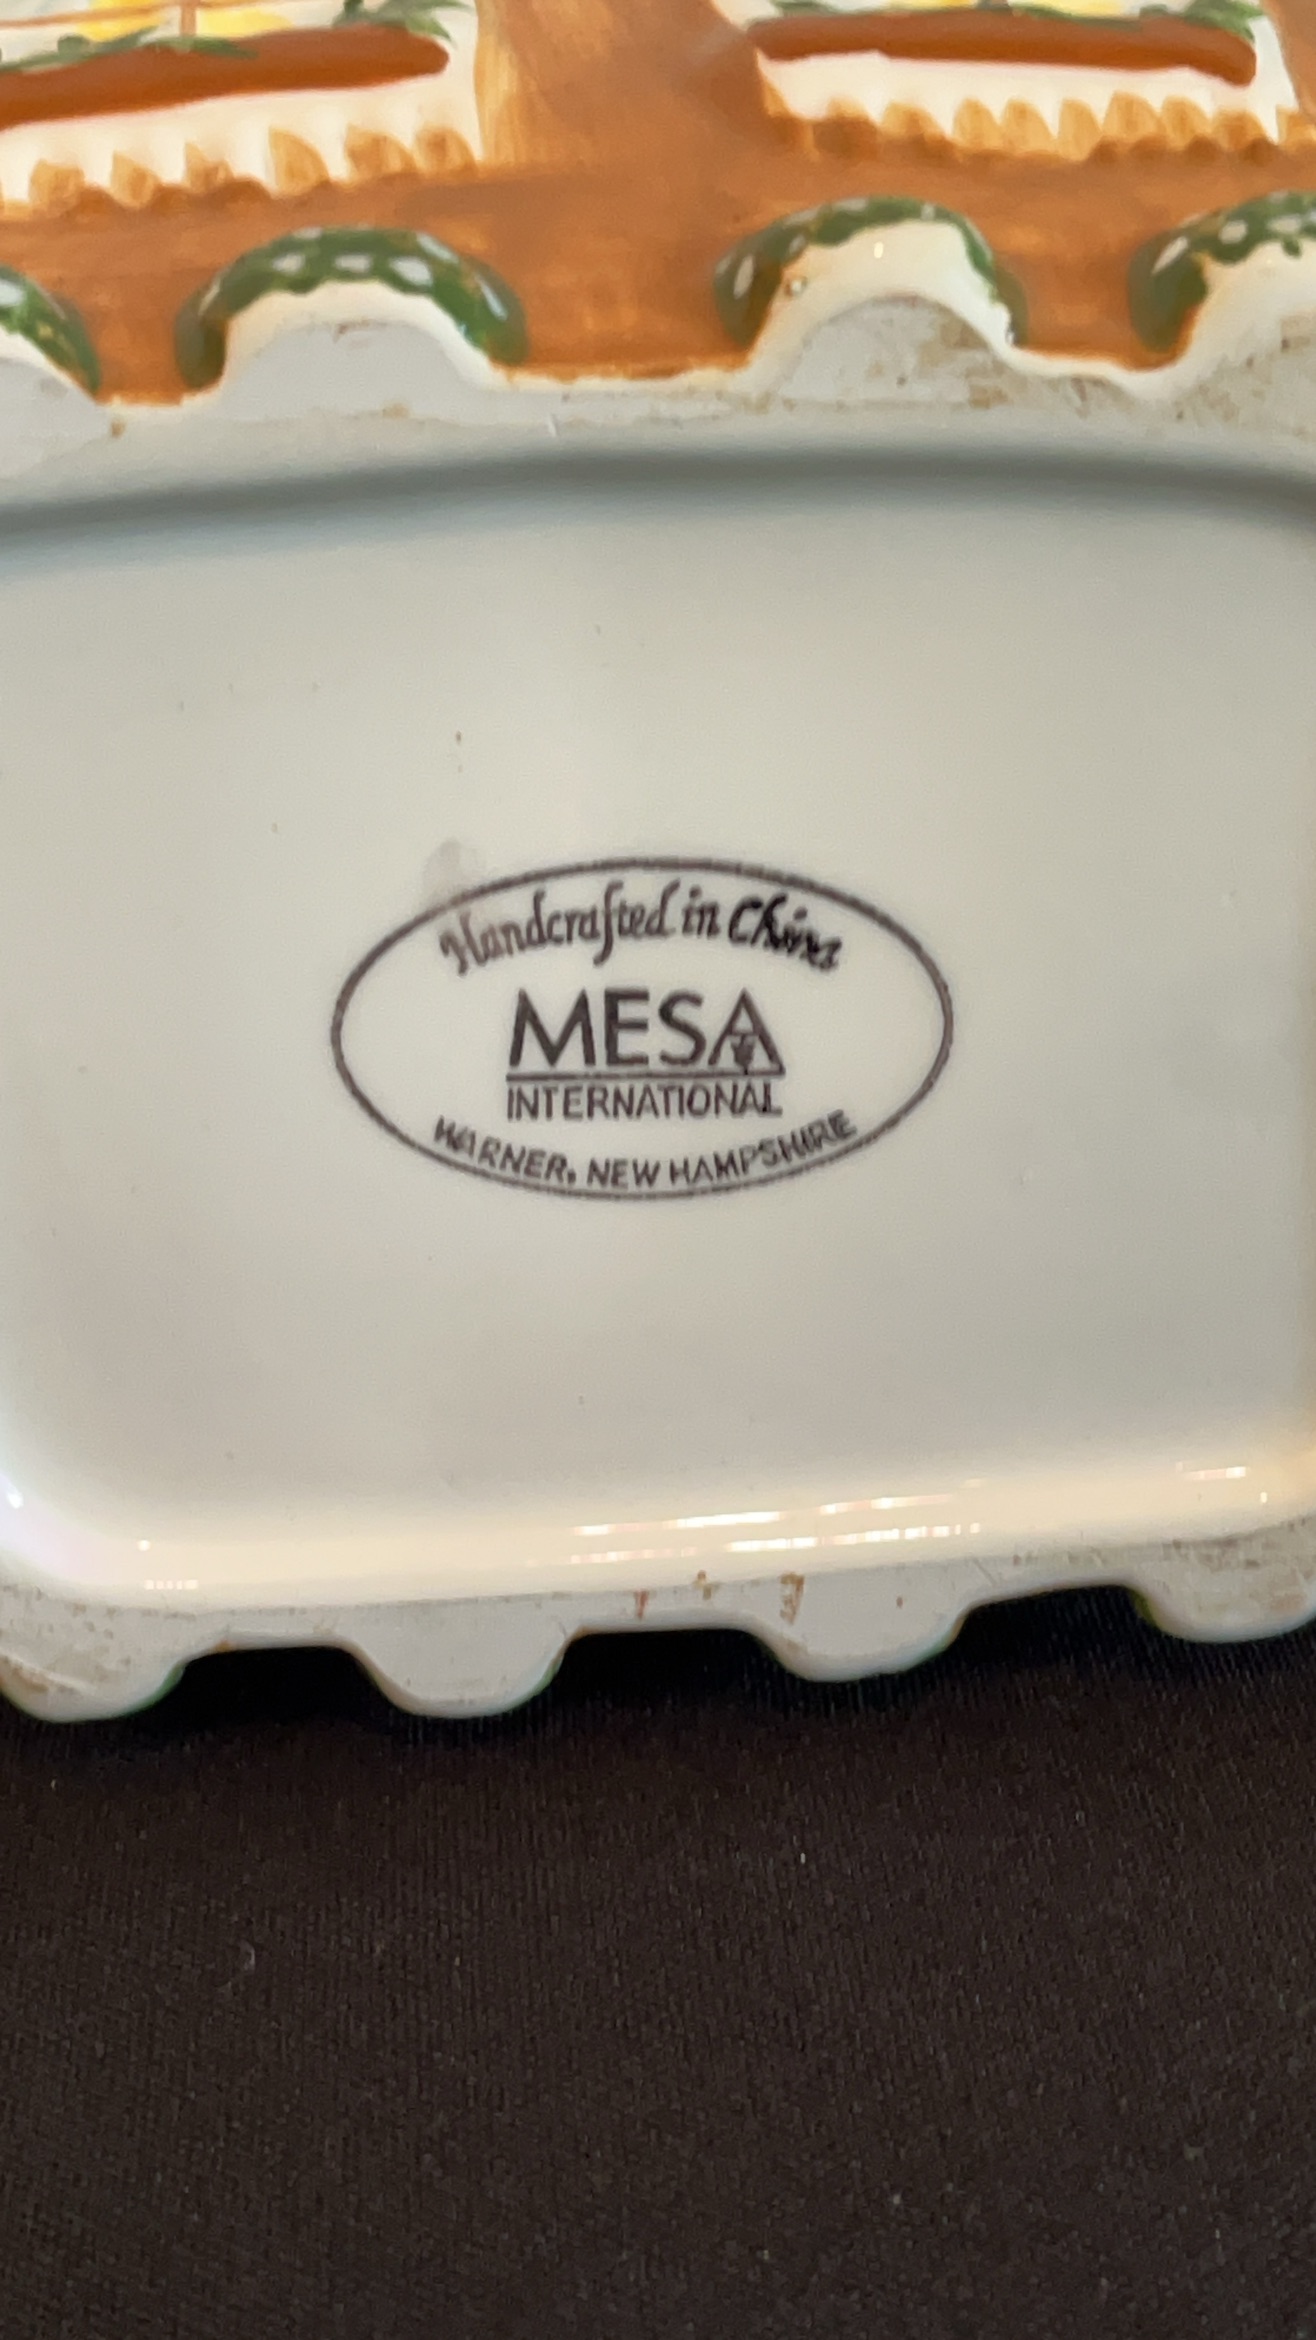 Handcrafted in China
MESA
INTERNATIONAL
WARNER, NEW HAMPSHIRE